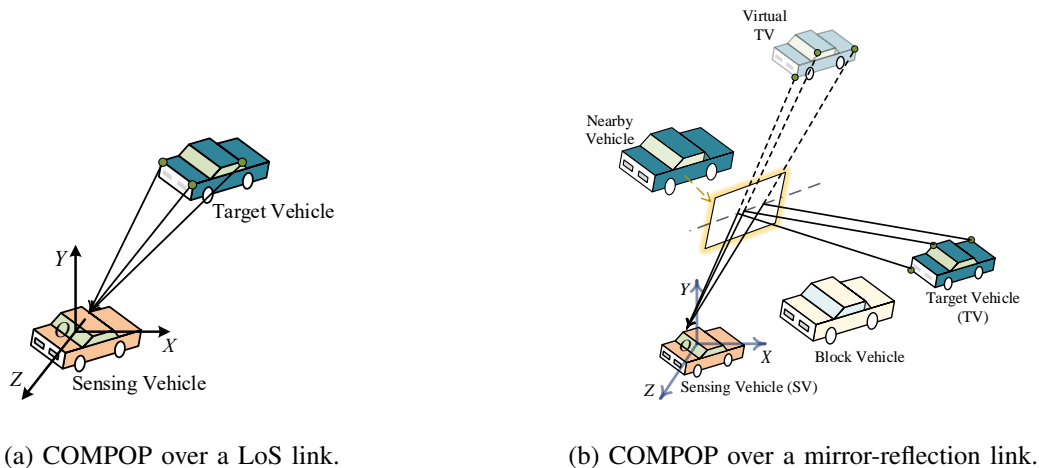 Target Vehicle
Y
O
X
Z
Sensing Vehicle
(a) COMPOP over a LoS link.
Virtual
TV
Nearby
Vehicle
Target Vehicle
(TV)
Block Vehicle
Y
O
X
Z
Sensing Vehicle (SV)
(b) COMPOP over a mirror-reflection link.